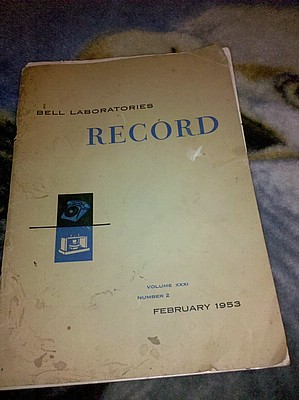 BELL LABORATORIES
RECORD
VOLUME XXXI
NUMBER 2
FEBRUARY 1953